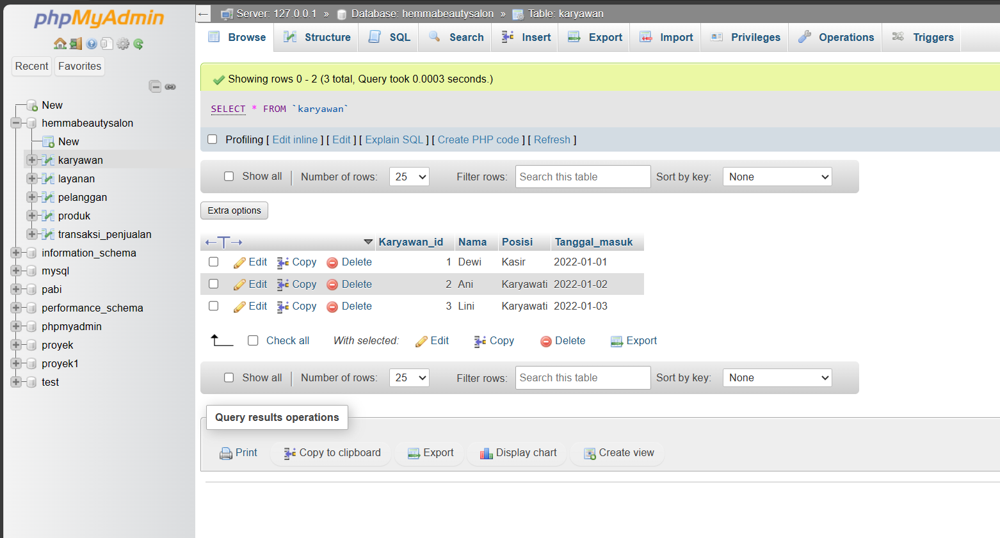 phpMyAdmin
Recent Favorites
New
hemmabeautysalon
New
karyawan
layanan
pelanggan
produk
transaksi_penjualan
information_schema
mysql
pabi
performance_schema
phpmyadmin
proyek
proyek1
test
← Server: 127.0.0.1 » Database: hemmabeautysalon » Table: karyawan
Browse Structure SQL Search Insert Export Import Privileges Operations Triggers
Showing rows 0 - 2 (3 total, Query took 0.0003 seconds.)
SELECT * FROM `karyawan`
Profiling [ Edit inline ] [ Edit ] [ Explain SQL ] [ Create PHP code ] [ Refresh ]
Show all | Number of rows: 25 Filter rows: Search this table Sort by key: None
Extra options
←T→ Karyawan_id Nama Posisi Tanggal_masuk
Edit Copy Delete 1 Dewi Kasir 2022-01-01
Edit Copy Delete 2 Ani Karyawati 2022-01-02
Edit Copy Delete 3 Lini Karyawati 2022-01-03
Check all With selected: Edit Copy Delete Export
Show all | Number of rows: 25 Filter rows: Search this table Sort by key: None
Query results operations
Print Copy to clipboard Export Display chart Create view